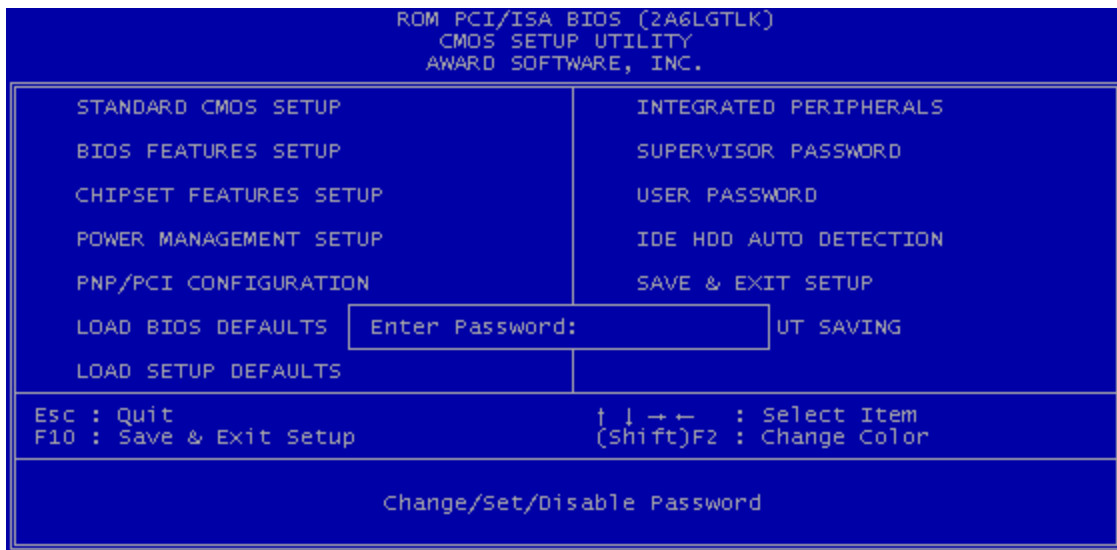 ROM PCI/ISA BIOS (2A6LGTLK)
CMOS SETUP UTILITY
AWARD SOFTWARE, INC.
STANDARD CMOS SETUP
BIOS FEATURES SETUP
CHIPSET FEATURES SETUP
POWER MANAGEMENT SETUP
PNP/PCI CONFIGURATION
LOAD BIOS DEFAULTS
LOAD SETUP DEFAULTS
INTEGRATED PERIPHERALS
SUPERVISOR PASSWORD
USER PASSWORD
IDE HDD AUTO DETECTION
SAVE & EXIT SETUP
UT SAVING
Enter Password:
Esc : Quit
F10 : Save & Exit Setup
↑ ↓ → ← : Select Item
(Shift)F2 : Change Color
Change/Set/Disable Password